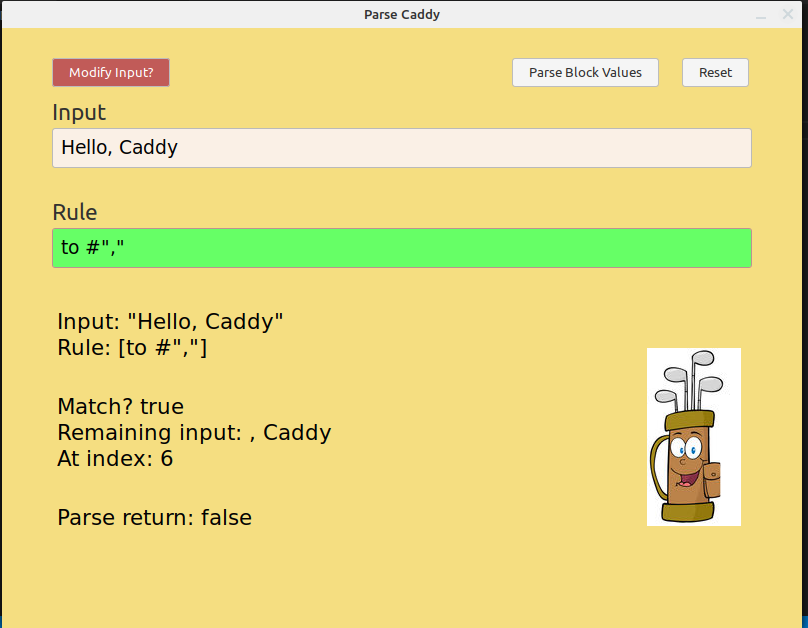 Parse Caddy
Modify Input? Parse Block Values Reset
Input
Hello, Caddy
Rule
to #","
Input: "Hello, Caddy"
Rule: [to #","]
Match? true
Remaining input: , Caddy
At index: 6
Parse return: false